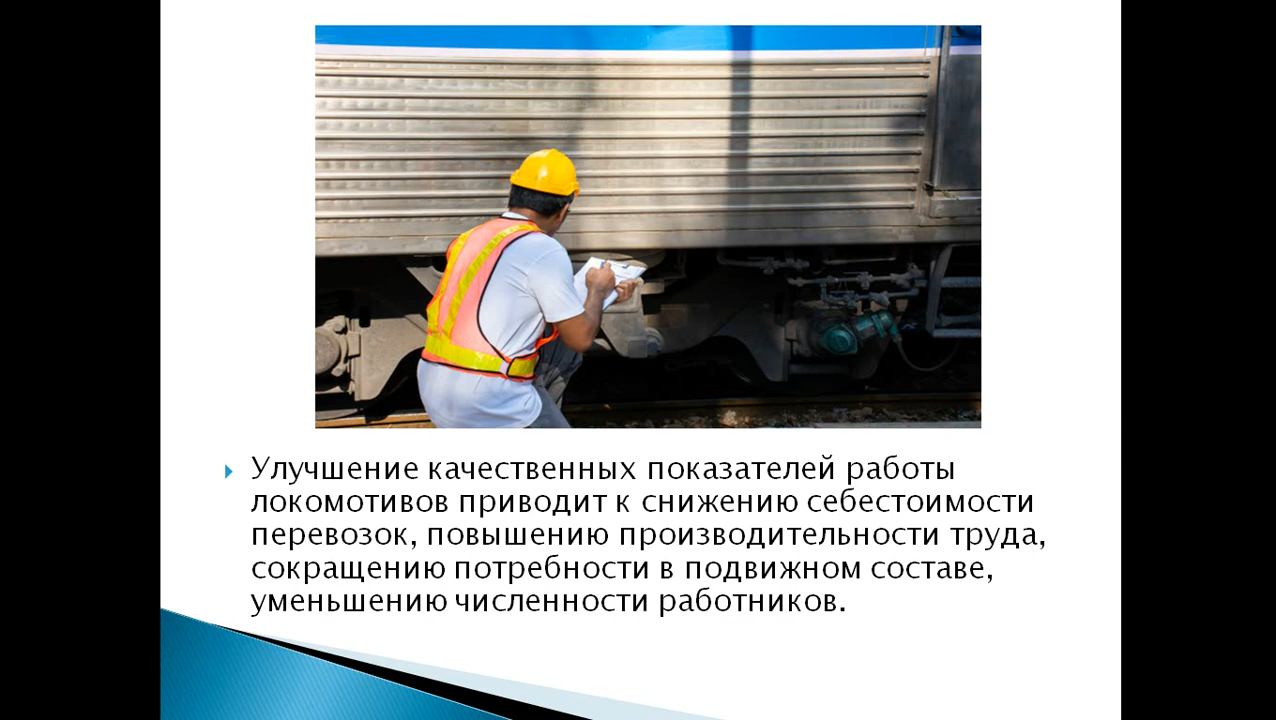 Улучшение качественных показателей работы
локомотивов приводит к снижению себестоимости
перевозок, повышению производительности труда,
сокращению потребности в подвижном составе,
уменьшению численности работников.